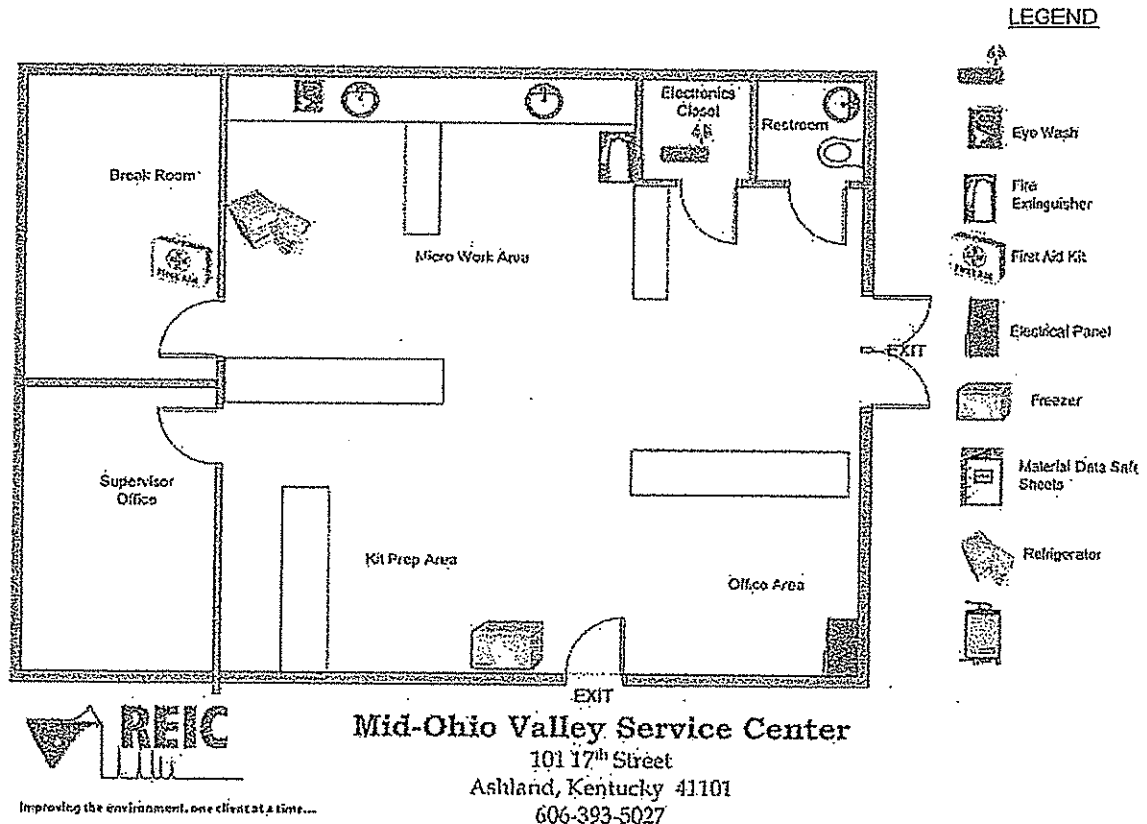 LEGEND
Eye Wash
Fire
Extinguisher
First Aid Kit
Electrical Panel
Freezer
Material Data Safe
Sheets
Refrigerator
Electronics
Closet
Restroom
Break Room
FIRST AID
Micro Work Area
EXIT
Supervisor
Office
Kit Prep Area
Office Area
EXIT
REIC
Improving the environment, one client at a time....
Mid-Ohio Valley Service Center
101 17th Street
Ashland, Kentucky 41101
606-393-5027